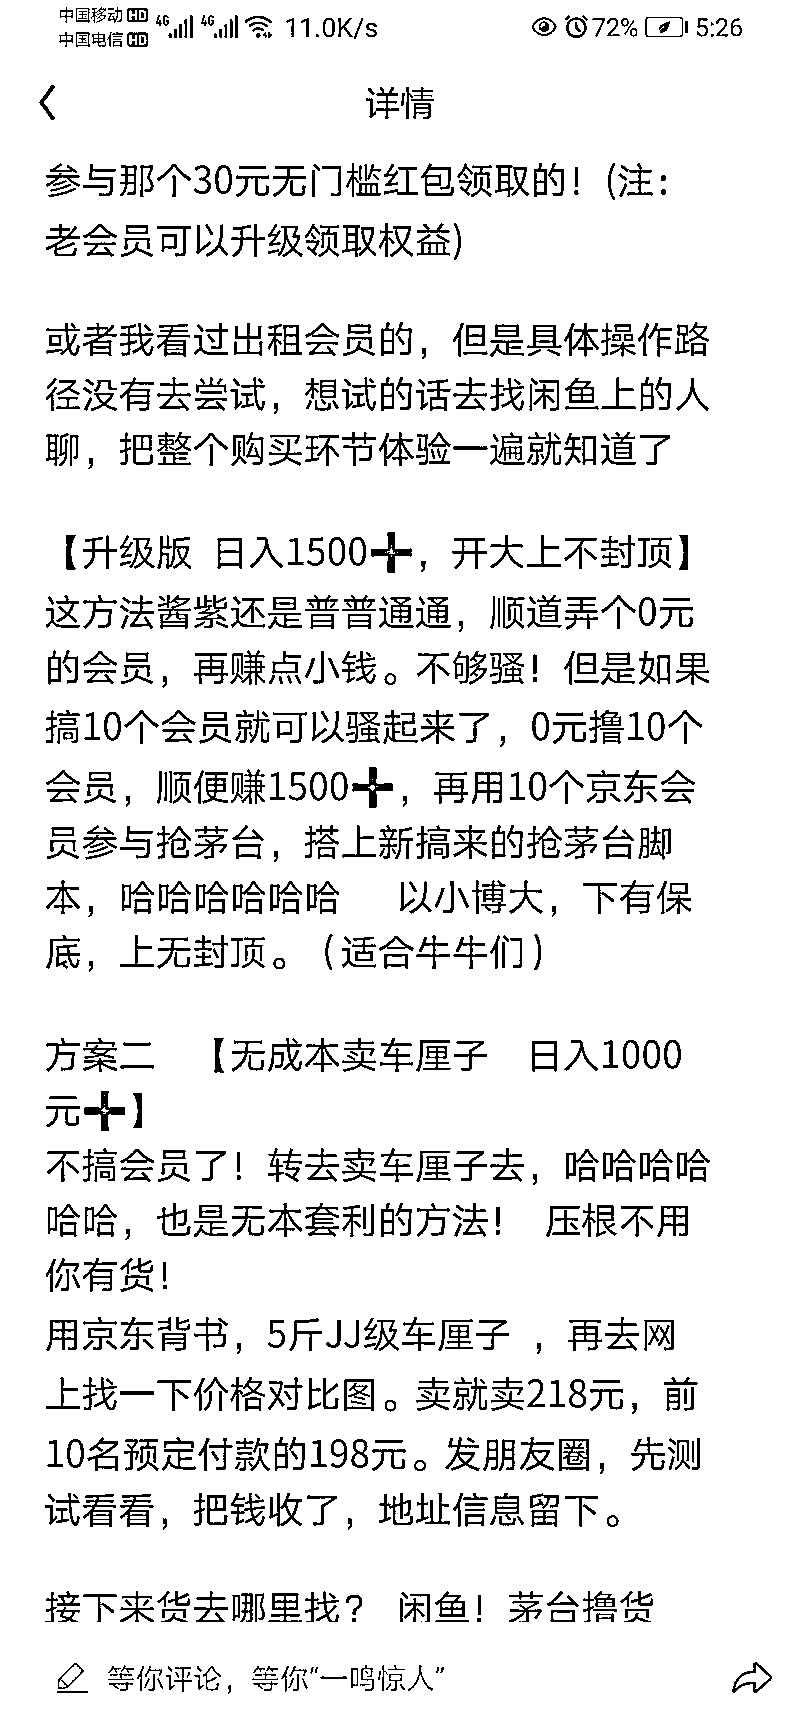 中国移动 HD 4G 4G 11.0K/s 72% 5:26
中国电信 HD
详情
参与那个30元无门槛红包领取的！(注：
老会员可以升级领取权益)
或者我看过出租会员的，但是具体操作路
径没有去尝试，想试的话去找闲鱼上的人
聊，把整个购买环节体验一遍就知道了
【升级版 日入1500➕，开大上不封顶】
这方法酱紫还是普普通通，顺道弄个0元
的会员，再赚点小钱。不够骚！但是如果
搞10个会员就可以骚起来了，0元撸10个
会员，顺便赚1500➕，再用10个京东会
员参与抢茅台，搭上新搞来的抢茅台脚
本，哈哈哈哈哈哈 以小博大，下有保
底，上无封顶。（适合牛牛们）
方案二 【无成本卖车厘子 日入1000
元➕】
不搞会员了！转去卖车厘子去，哈哈哈哈
哈哈，也是无本套利的方法！ 压根不用
你有货！
用京东背书，5斤JJ级车厘子 ，再去网
上找一下价格对比图。卖就卖218元，前
10名预定付款的198元。发朋友圈，先测
试看看，把钱收了，地址信息留下。
接下来货去哪里找？ 闲鱼！茅台撸货
等你评论，等你“一鸣惊人”